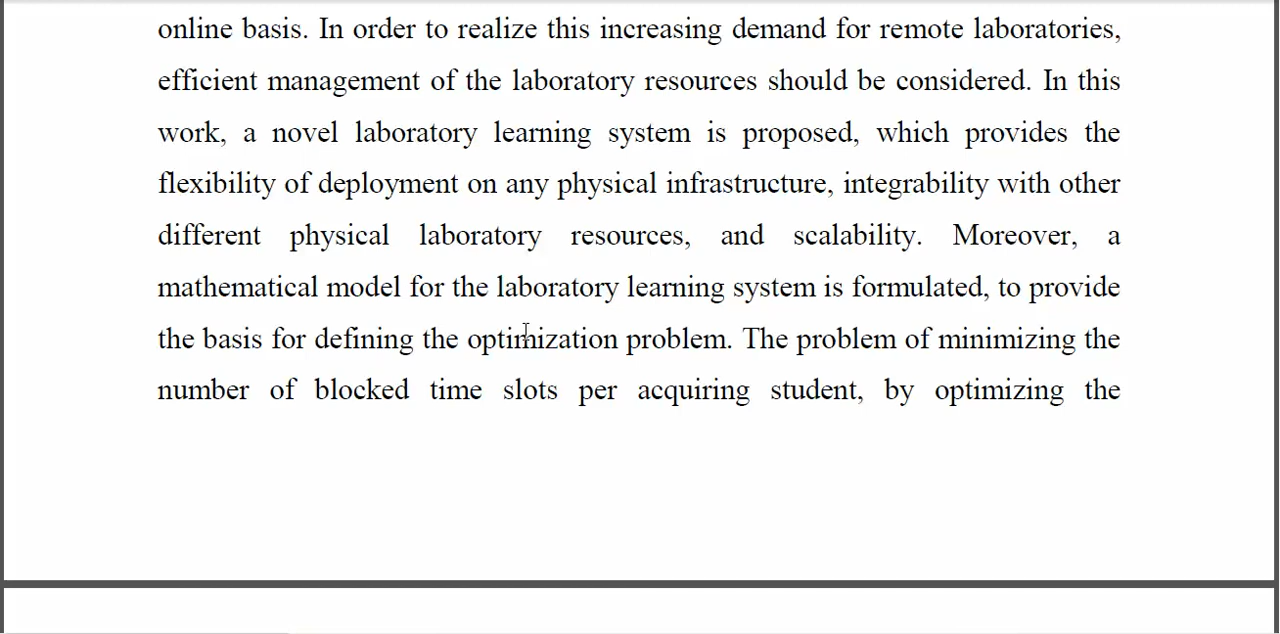 online basis. In order to realize this increasing demand for remote laboratories,
efficient management of the laboratory resources should be considered. In this
work, a novel laboratory learning system is proposed, which provides the
flexibility of deployment on any physical infrastructure, integrability with other
different physical laboratory resources, and scalability. Moreover, a
mathematical model for the laboratory learning system is formulated, to provide
the basis for defining the optimization problem. The problem of minimizing the
number of blocked time slots per acquiring student, by optimizing the